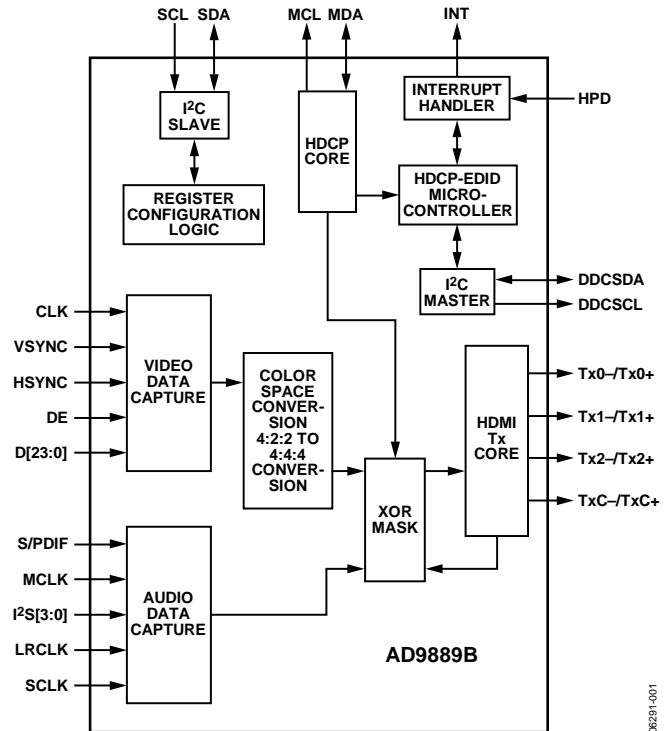 SCL SDA MCL MDA INT
I²C
SLAVE
REGISTER
CONFIGURATION
LOGIC
HDCP
CORE
INTERRUPT
HANDLER
HPD
HDCP-EDID
MICRO-
CONTROLLER
I²C
MASTER
DDCSDA
DDCSCL
CLK
VSYNC
HSYNC
DE
D[23:0]
VIDEO
DATA
CAPTURE
COLOR
SPACE
CONVER-
SION
4:2:2 TO
4:4:4
CONVER-
SION
XOR
MASK
HDMI
Tx
CORE
Tx0–/Tx0+
Tx1–/Tx1+
Tx2–/Tx2+
TxC–/TxC+
S/PDIF
MCLK
I²S[3:0]
LRCLK
SCLK
AUDIO
DATA
CAPTURE
AD9889B
06291-001